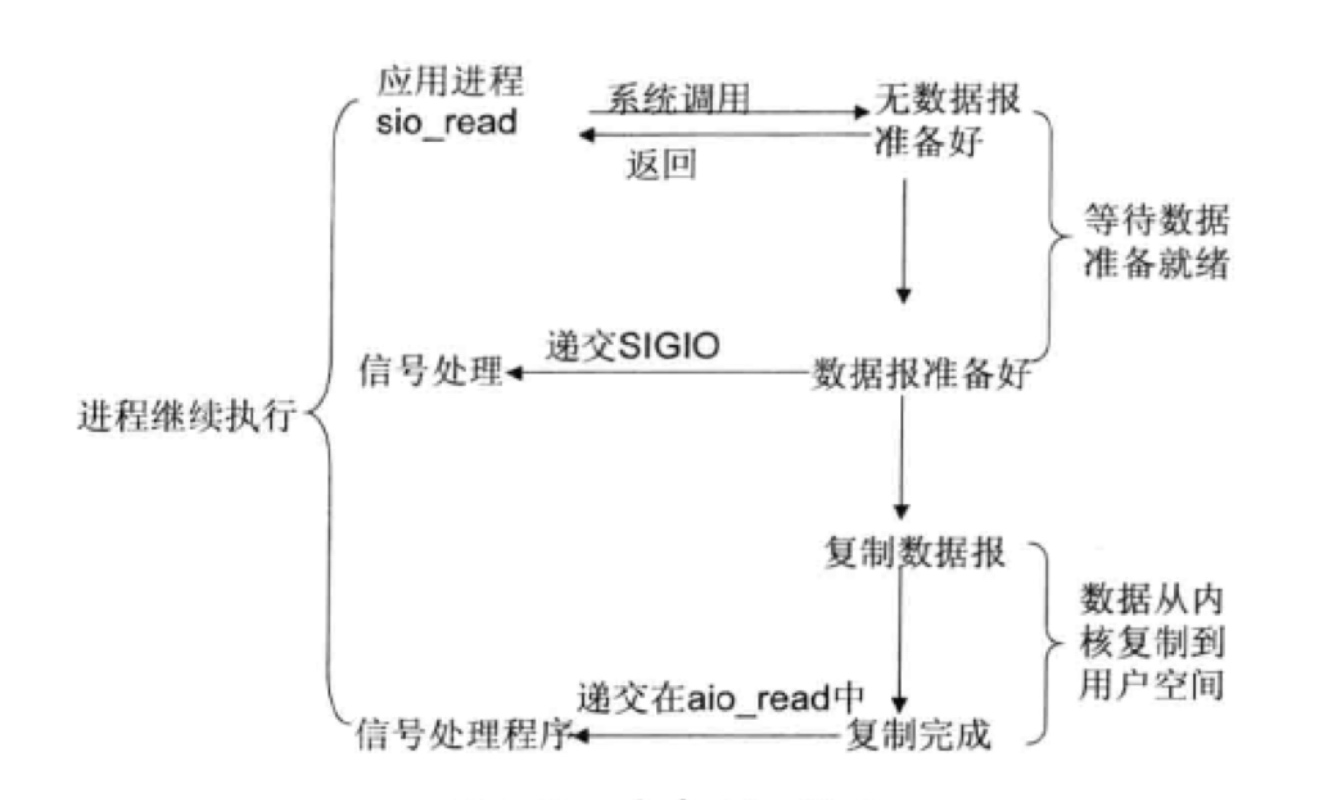 应用进程
sio_read
系统调用
返回
无数据报
准备好
等待数据
准备就绪
递交SIGIO
信号处理
数据报准备好
进程继续执行
复制数据报
数据从内
核复制到
用户空间
递交在aio_read中
信号处理程序
复制完成